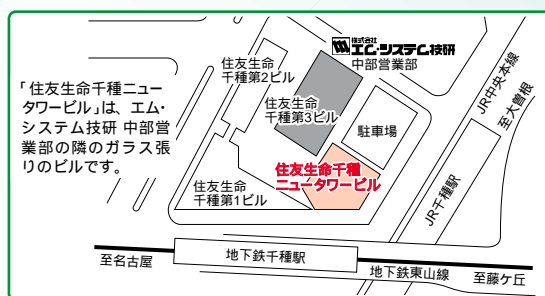 株式会社
エム・システム技研
中部営業部
住友生命
千種第2ビル
「住友生命千種ニュー
タワービル」は、エム・
システム技研 中部営
業部の隣のガラス張
りのビルです。
住友生命
千種第3ビル
駐車場
JR中央本線
至大曽根
住友生命千種
ニュータワービル
住友生命
千種第1ビル
JR千種駅
地下鉄千種駅
至名古屋
地下鉄東山線
至藤ケ丘